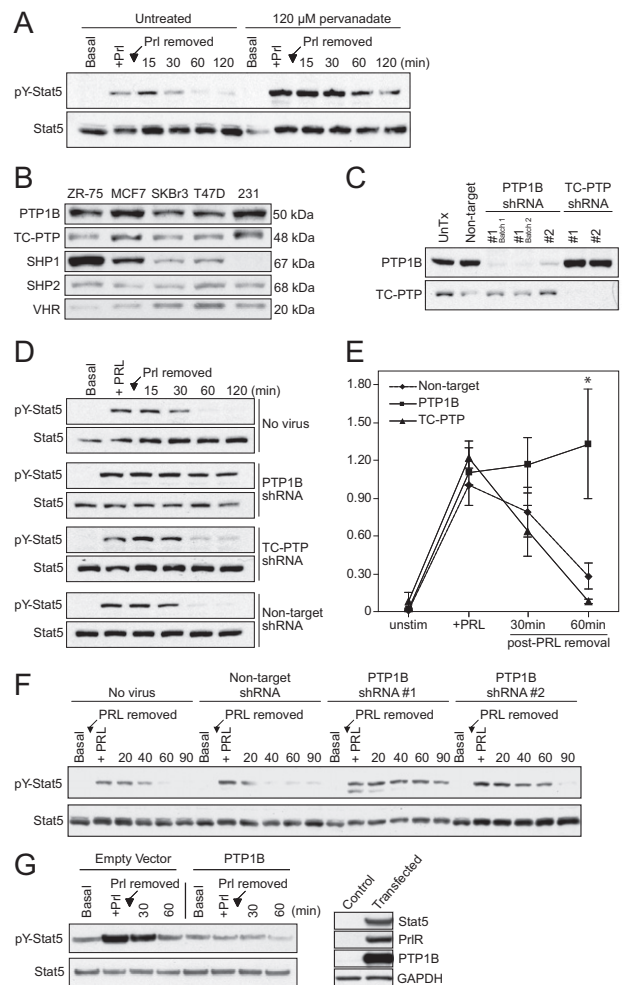 A
Untreated 120 µM pervanadate
Basal +Prl Prl removed 15 30 60 120 Basal +Prl Prl removed 15 30 60 120 (min)
pY-Stat5
Stat5
B
ZR-75 MCF7 SKBr3 T47D 231
PTP1B 50 kDa
TC-PTP 48 kDa
SHP1 67 kDa
SHP2 68 kDa
VHR 20 kDa
C
PTP1B shRNA TC-PTP shRNA
UnTx Non-target #1 Batch 1 #1 Batch 2 #2 #1 #2
PTP1B
TC-PTP
D
Basal + PRL Prl removed 15 30 60 120 (min)
pY-Stat5
Stat5
No virus
pY-Stat5
Stat5
PTP1B shRNA
pY-Stat5
Stat5
TC-PTP shRNA
pY-Stat5
Stat5
Non-target shRNA
E
Non-target
PTP1B
TC-PTP
*
1.80
1.50
1.20
0.90
0.60
0.30
0
unstim +PRL 30min 60min
post-PRL removal
F
No virus Non-target shRNA PTP1B shRNA #1 PTP1B shRNA #2
PRL removed PRL removed PRL removed PRL removed
Basal + PRL 20 40 60 90 Basal + PRL 20 40 60 90 Basal + PRL 20 40 60 90 Basal + PRL 20 40 60 90
pY-Stat5
Stat5
G
Empty Vector PTP1B
Prl removed Prl removed
Basal +Prl 30 60 Basal +Prl 30 60 (min)
pY-Stat5
Stat5
Control Transfected
Stat5
PrlR
PTP1B
GAPDH